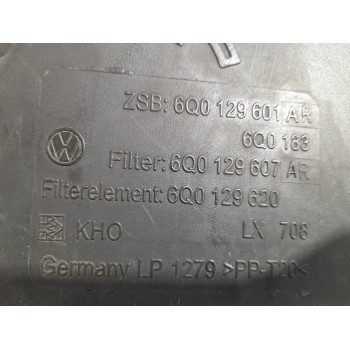 ZSB: 6Q0 129 601 AR
6Q0 183
Filter: 6Q0 129 607 AR
Filterelement: 6Q0 129 620
KHO LX 708
Germany LP 1279 >PP-T20<